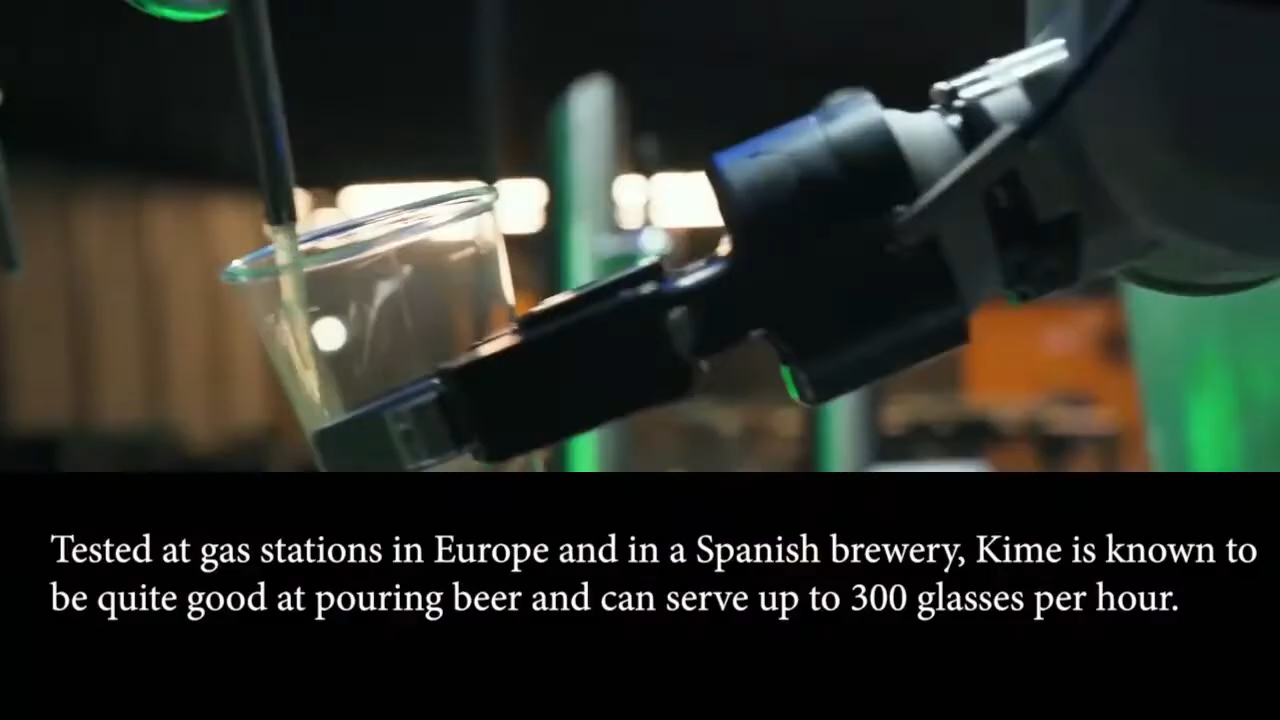 Tested at gas stations in Europe and in a Spanish brewery, Kime is known to
be quite good at pouring beer and can serve up to 300 glasses per hour.